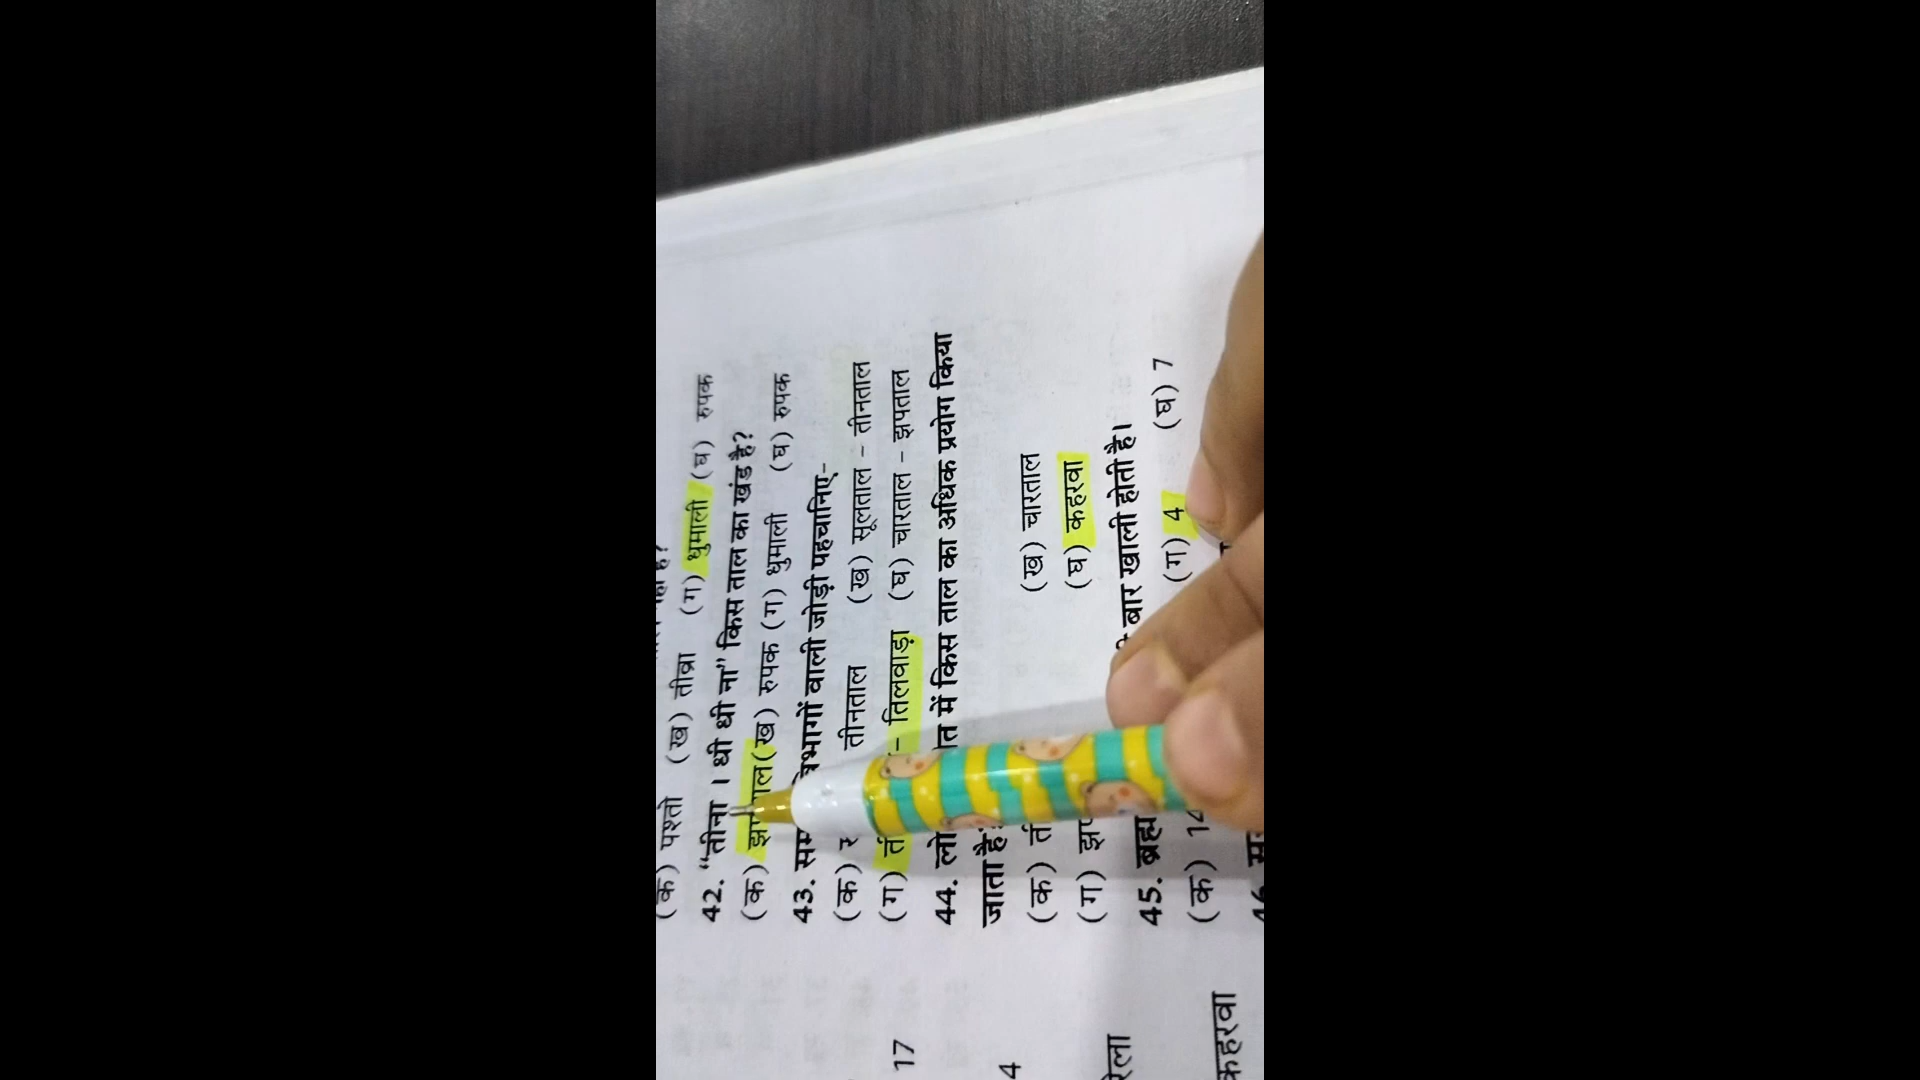 (क) पश्तो (ख) तीव्रा (ग) धुमाली (घ) रुपक
42. “तीना । धी धी ना” किस ताल का खंड है?
(क) (ख) रुपक (ग) धुमाली (घ) रुपक
43. वाली जोड़ी पहचानिए-
(क) तीनताल (ख) सूलताल - तीनताल
(ग) - तिलवाड़ा (घ) चारताल - झपताल
44. में किस ताल का अधिक प्रयोग किया
जाता है
(क) (ख) चारताल
(ग) (घ) कहरवा
45. बार खाली होती है।
(क) 14 (ग) 4 (घ) 7
17
4
कहरवा